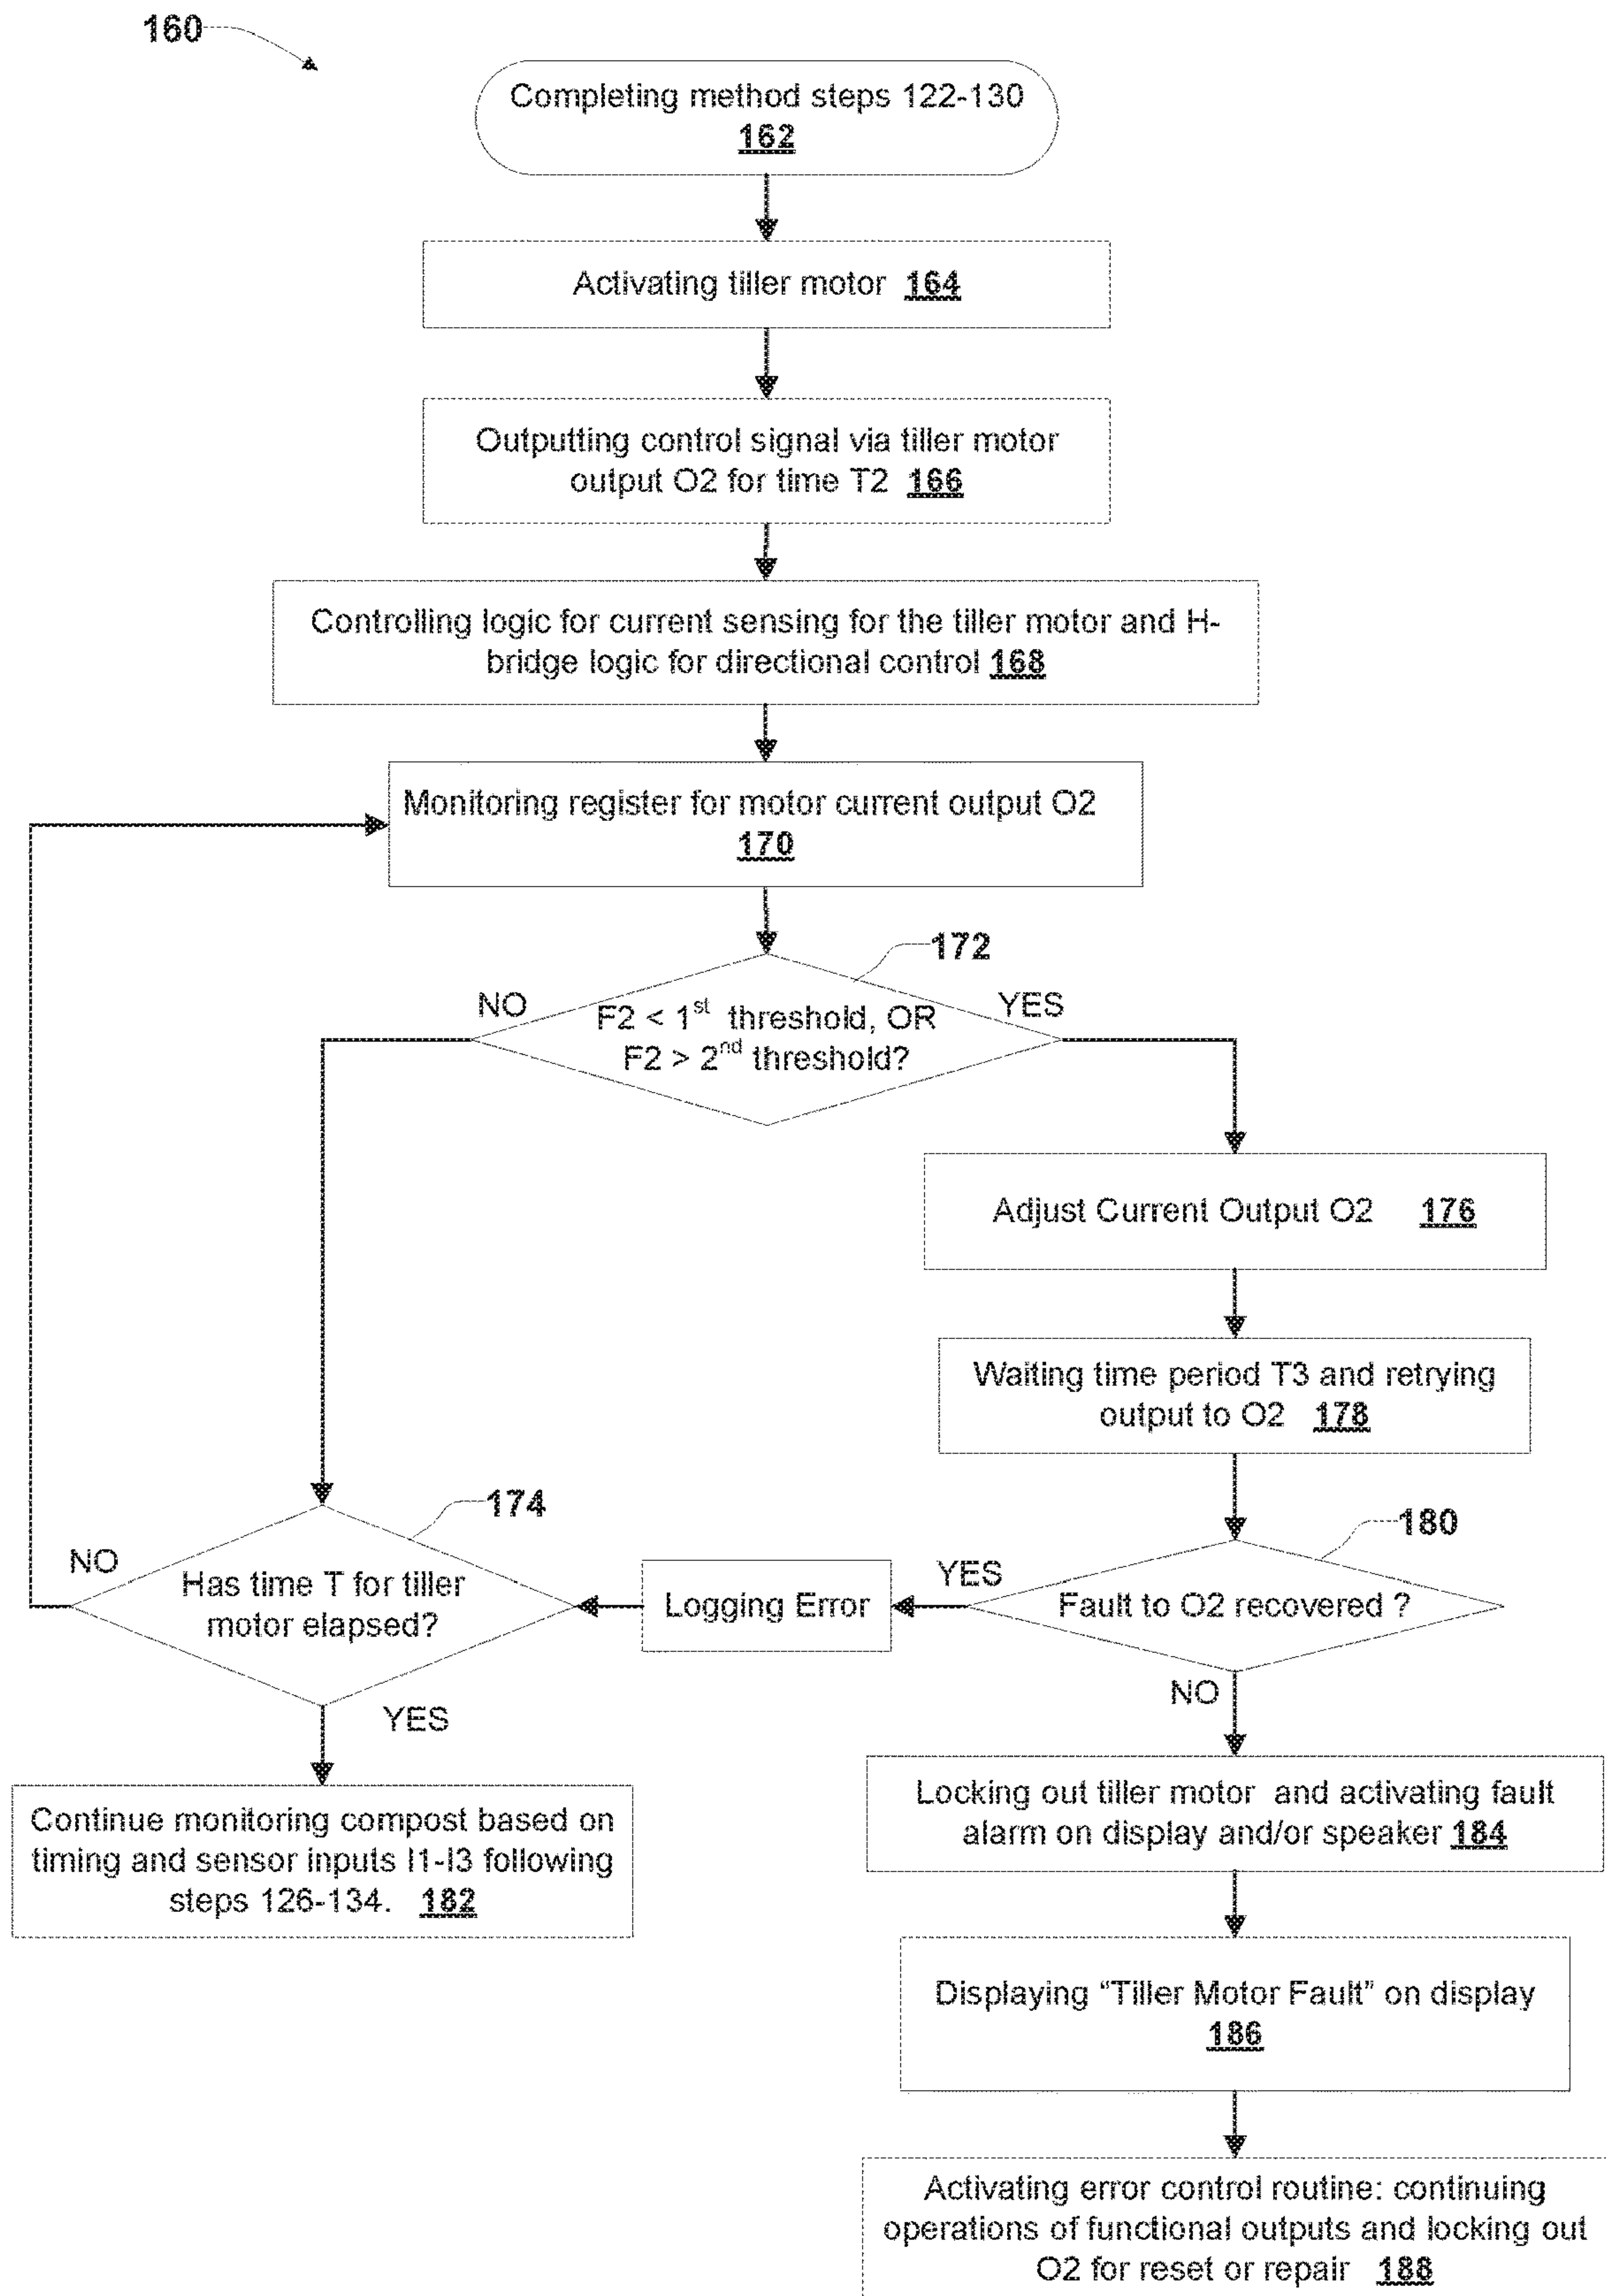 160
Completing method steps 122-130
162
Activating tiller motor 164
Outputting control signal via tiller motor
output O2 for time T2 166
Controlling logic for current sensing for the tiller motor and H-
bridge logic for directional control 168
Monitoring register for motor current output O2
170
172
NO
YES
F2 < 1st threshold, OR
F2 > 2nd threshold?
Adjust Current Output O2 176
Waiting time period T3 and retrying
output to O2 178
174
180
NO
Has time T for tiller
motor elapsed?
Logging Error
YES
Fault to O2 recovered ?
NO
YES
Locking out tiller motor and activating fault
alarm on display and/or speaker 184
Continue monitoring compost based on
timing and sensor inputs I1-I3 following
steps 126-134. 182
Displaying “Tiller Motor Fault” on display
186
Activating error control routine: continuing
operations of functional outputs and locking out
O2 for reset or repair 188